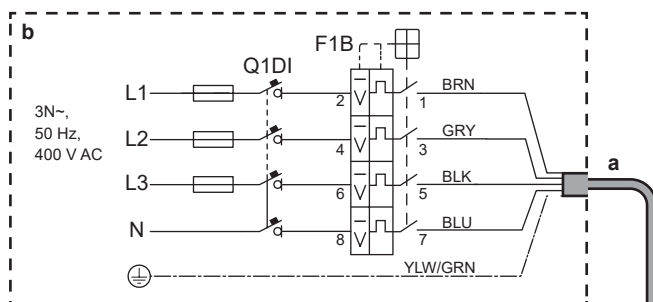 b
F1B
Q1DI
L1 2 1 BRN
3N~,
50 Hz,
400 V AC
L2 4 3 GRY
a
L3 6 5 BLK
N 8 7 BLU
YLW/GRN